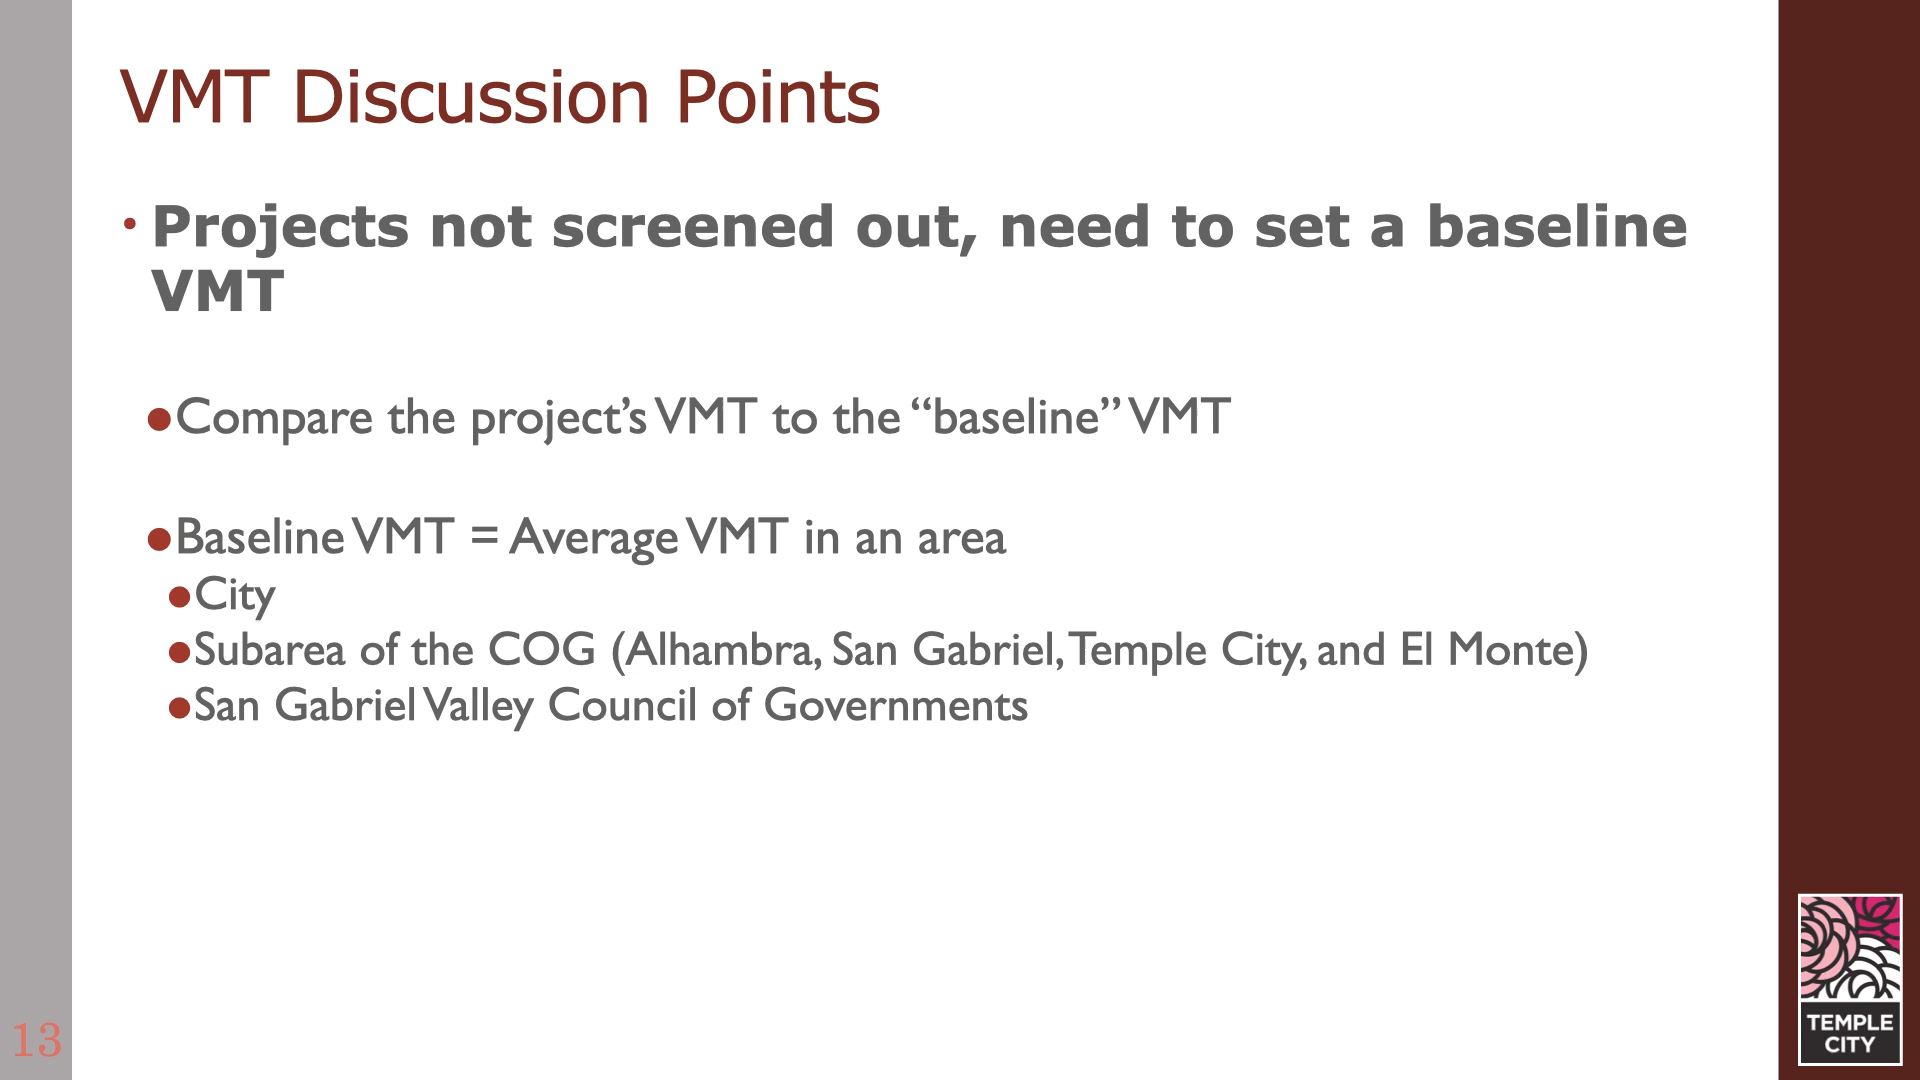 VMT Discussion Points
• Projects not screened out, need to set a baseline
VMT
●Compare the project’s VMT to the “baseline” VMT
●Baseline VMT = Average VMT in an area
●City
●Subarea of the COG (Alhambra, San Gabriel, Temple City, and El Monte)
●San Gabriel Valley Council of Governments
13
TEMPLE
CITY